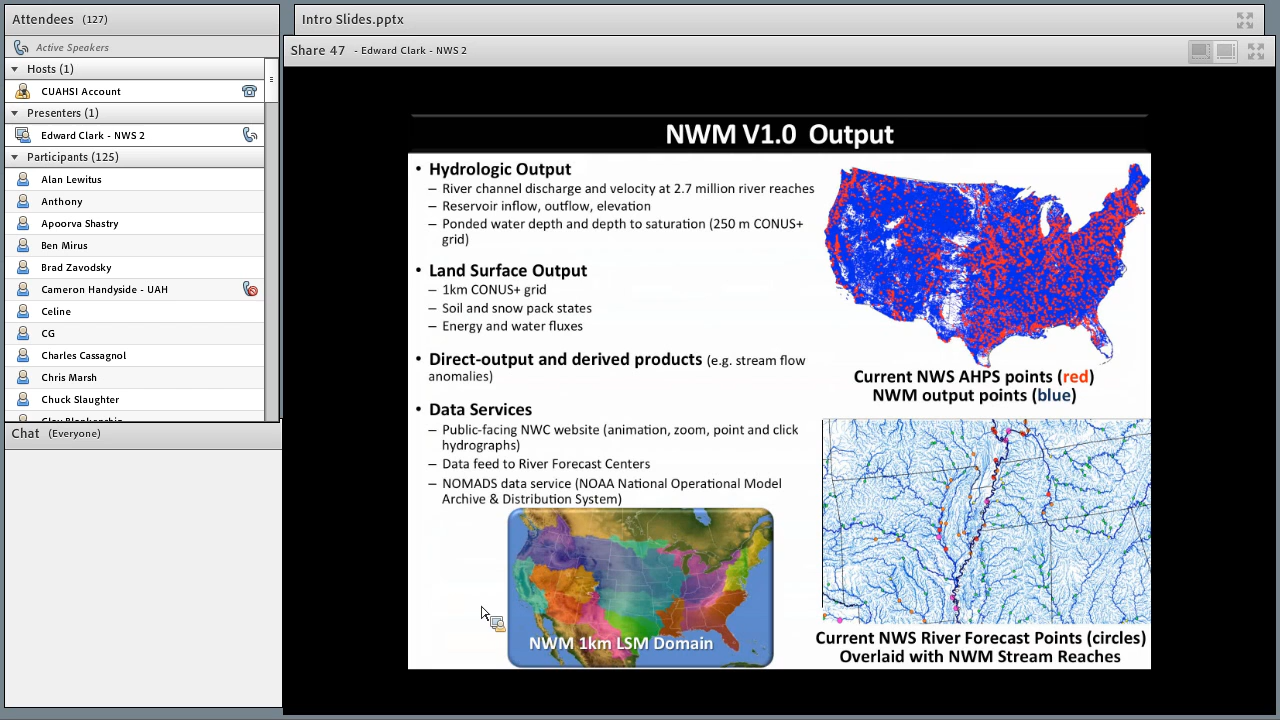 Attendees (127)
Active Speakers
Hosts (1)
CUAHSI Account
Presenters (1)
Edward Clark - NWS 2
Participants (125)
Alan Lewitus
Anthony
Apoorva Shastry
Ben Mirus
Brad Zavodsky
Cameron Handyside - UAH
Celine
CG
Charles Cassagnol
Chris Marsh
Chuck Slaughter
Chat (Everyone)
Intro Slides.pptx
Share 47 - Edward Clark - NWS 2
NWM V1.0 Output
• Hydrologic Output
– River channel discharge and velocity at 2.7 million river reaches
– Reservoir inflow, outflow, elevation
– Ponded water depth and depth to saturation (250 m CONUS+
grid)
• Land Surface Output
– 1km CONUS+ grid
– Soil and snow pack states
– Energy and water fluxes
• Direct-output and derived products (e.g. stream flow
anomalies)
• Data Services
– Public-facing NWC website (animation, zoom, point and click
hydrographs)
– Data feed to River Forecast Centers
– NOMADS data service (NOAA National Operational Model
Archive & Distribution System)
NWM 1km LSM Domain
Current NWS AHPS points (red)
NWM output points (blue)
Current NWS River Forecast Points (circles)
Overlaid with NWM Stream Reaches